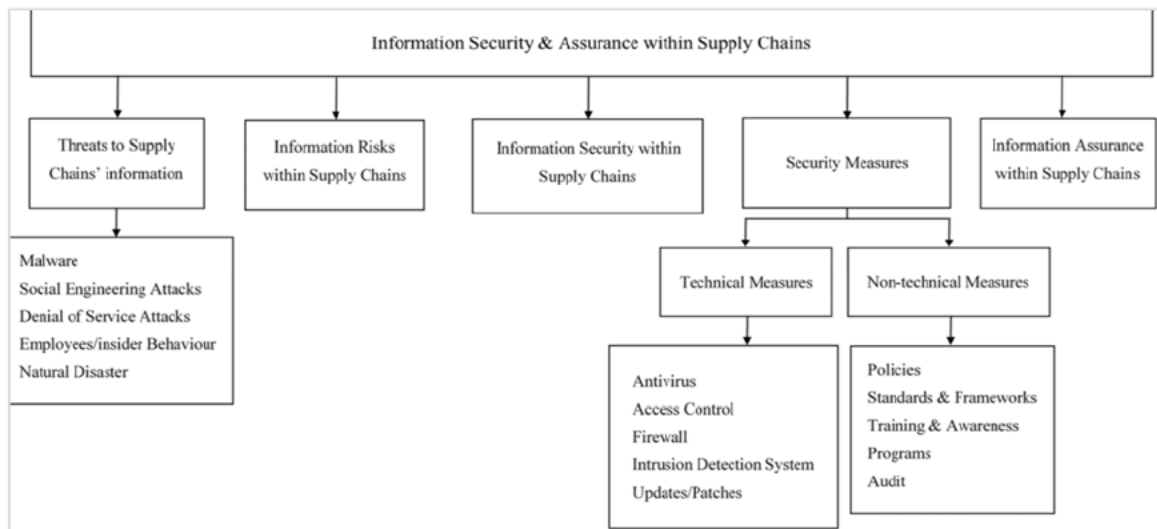 Information Security & Assurance within Supply Chains
Threats to Supply
Chains’ information
Information Risks
within Supply Chains
Information Security within
Supply Chains
Security Measures
Information Assurance
within Supply Chains
Malware
Social Engineering Attacks
Denial of Service Attacks
Employees/insider Behaviour
Natural Disaster
Technical Measures
Non-technical Measures
Antivirus
Access Control
Firewall
Intrusion Detection System
Updates/Patches
Policies
Standards & Frameworks
Training & Awareness
Programs
Audit